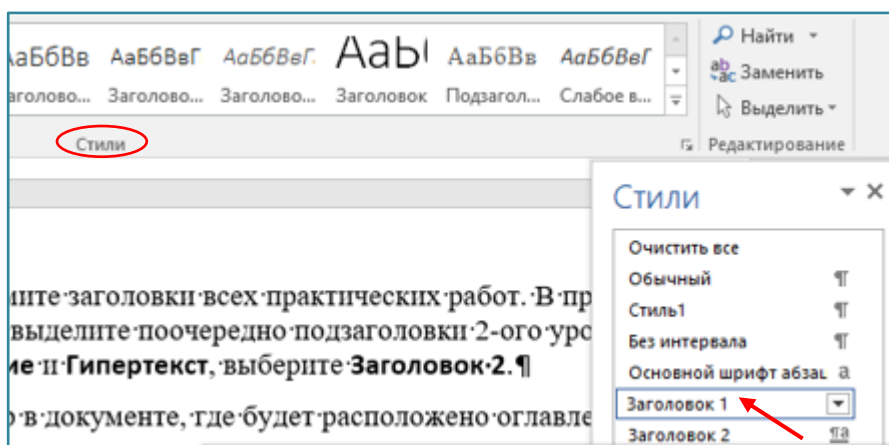 АаБбВв АаБбВвГ АаБбВвГ АаЫ АаБбВв АаБбВвГ
аголово... Заголово... Заголово... Заголовок Подзагол... Слабое в...
Стили
Найти
Заменить
Выделить
Редактирование
Стили
Очистить все
Обычный
Стиль1
Без интервала
Основной шрифт абзац
Заголовок 1
Заголовок 2
ите·заголовки·всех·практических·работ.·В·пр
выделите·поочередно·подзаголовки·2-ого·уро
ие·и·Гипертекст,·выберите·Заголовок·2.¶
о·в·документе,·где·будет·расположено·оглавле